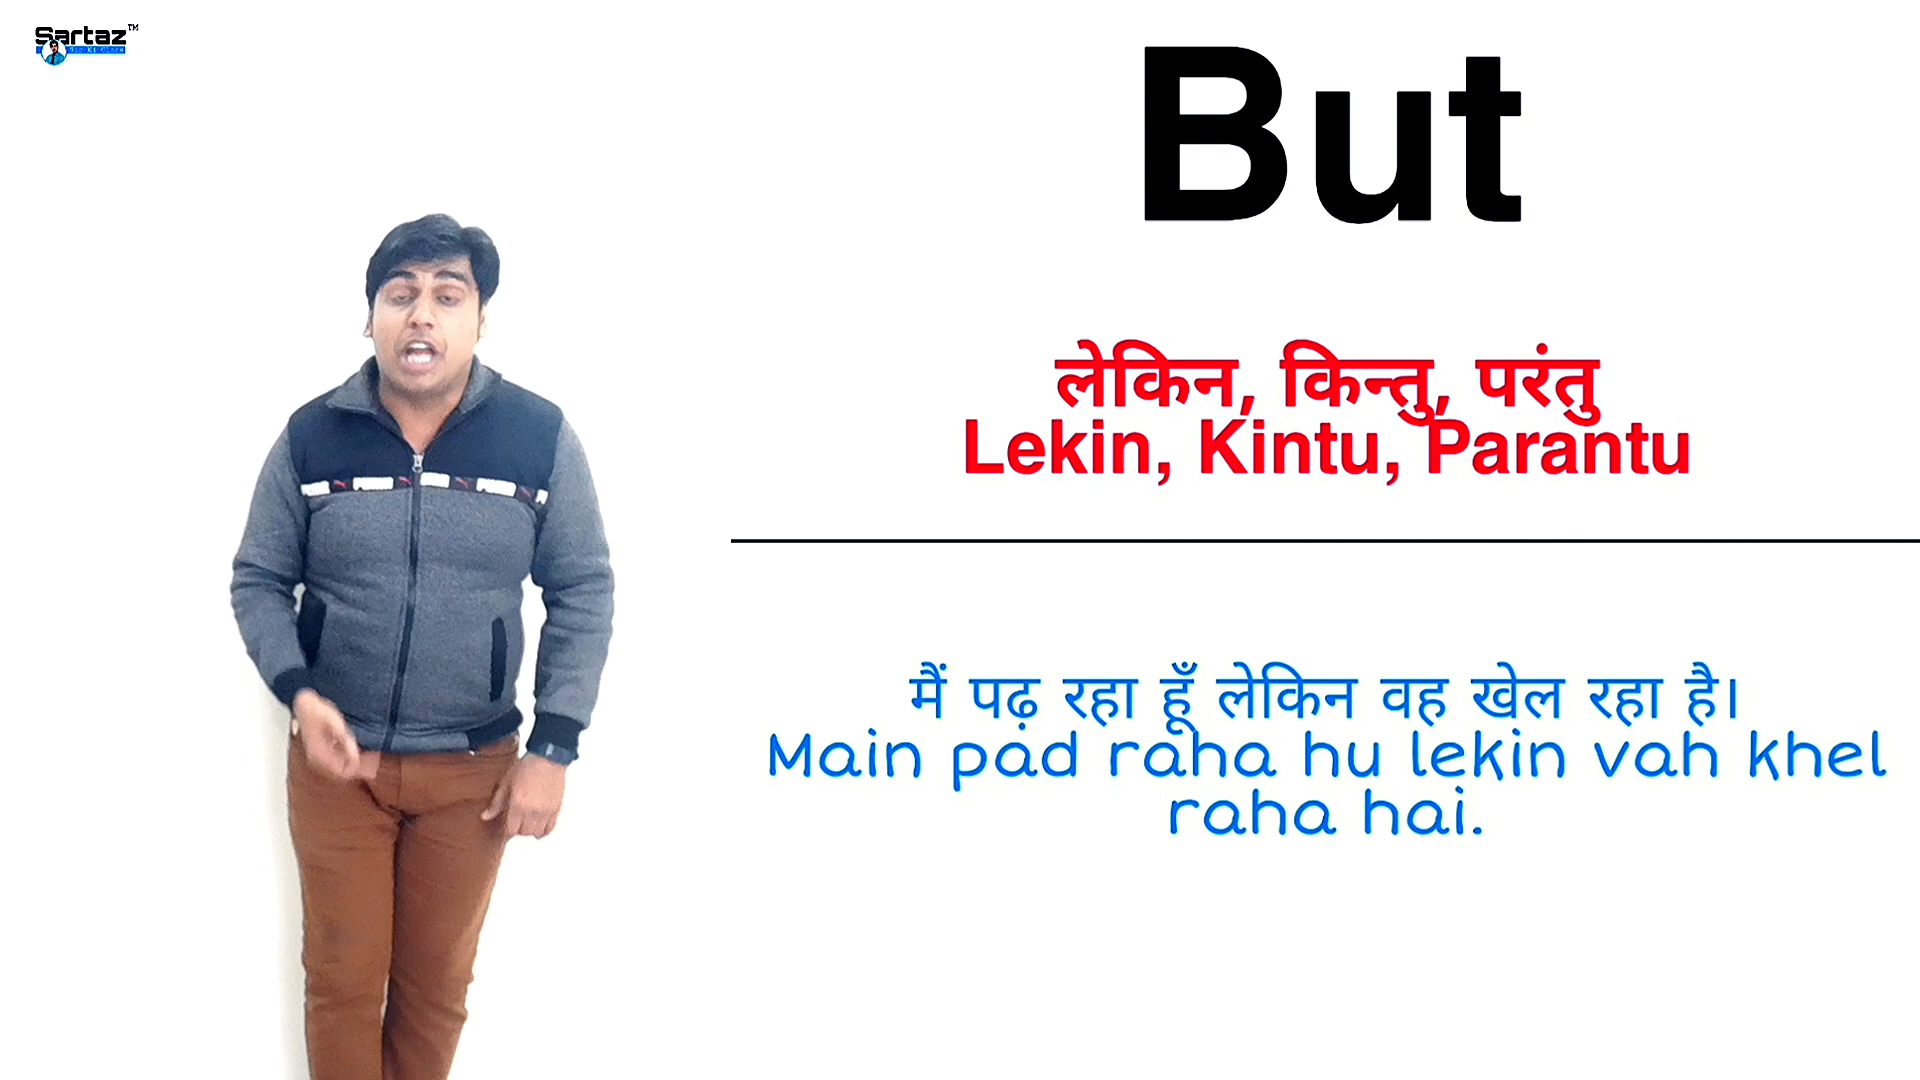 Sartaz™
But
लेकिन, किन्तु, परंतु
Lekin, Kintu, Parantu
मैं पढ़ रहा हूँ लेकिन वह खेल रहा है।
Main pad raha hu lekin vah khel
raha hai.